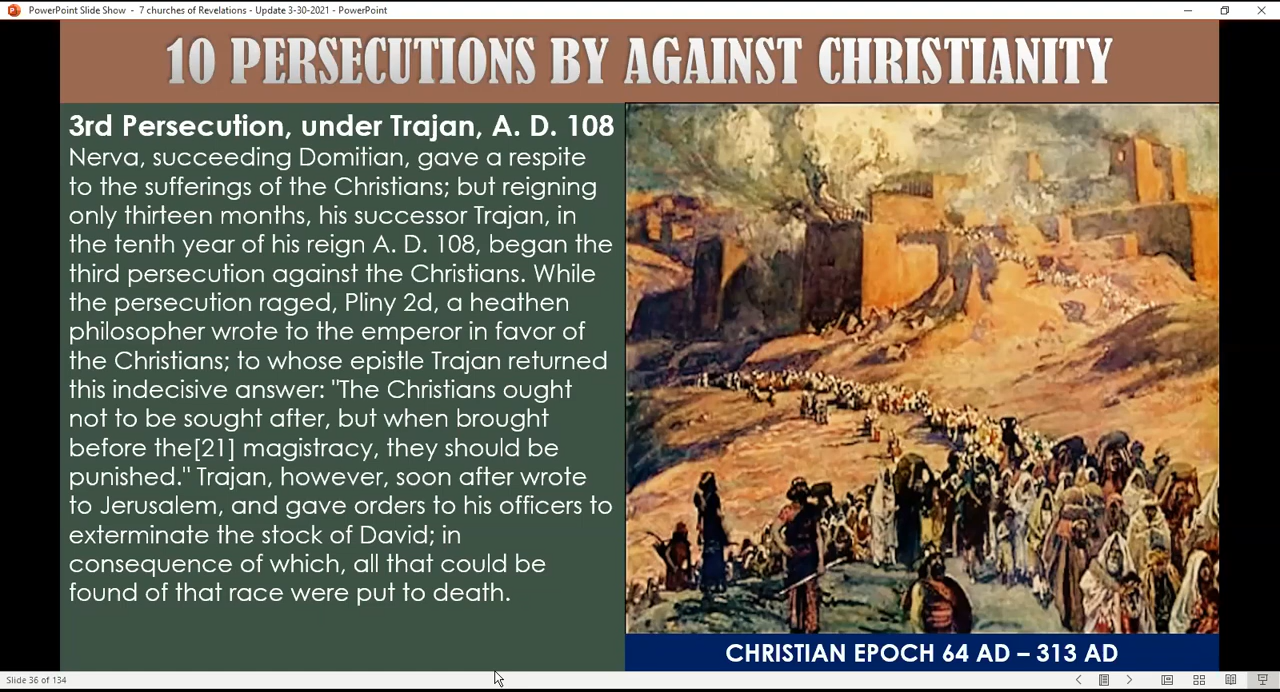 PowerPoint Slide Show - 7 churches of Revelations - Update 3-30-2021 - PowerPoint
10 PERSECUTIONS BY AGAINST CHRISTIANITY
3rd Persecution, under Trajan, A. D. 108
Nerva, succeeding Domitian, gave a respite
to the sufferings of the Christians; but reigning
only thirteen months, his successor Trajan, in
the tenth year of his reign A. D. 108, began the
third persecution against the Christians. While
the persecution raged, Pliny 2d, a heathen
philosopher wrote to the emperor in favor of
the Christians; to whose epistle Trajan returned
this indecisive answer: "The Christians ought
not to be sought after, but when brought
before the[21] magistracy, they should be
punished." Trajan, however, soon after wrote
to Jerusalem, and gave orders to his officers to
exterminate the stock of David; in
consequence of which, all that could be
found of that race were put to death.
CHRISTIAN EPOCH 64 AD – 313 AD
Slide 36 of 134